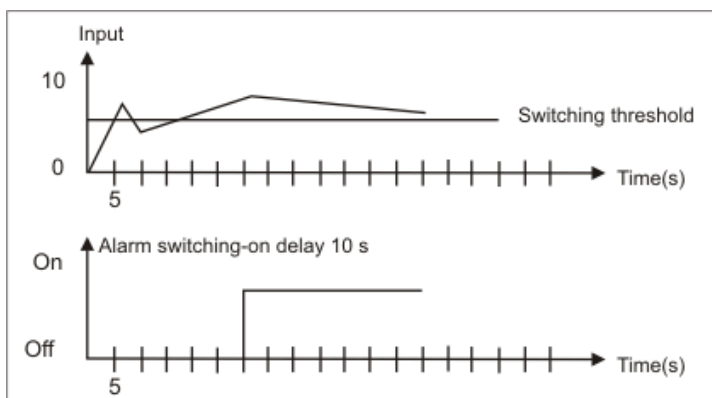 Input
10
Switching threshold
0
Time(s)
5
Alarm switching-on delay 10 s
On
Off
Time(s)
5